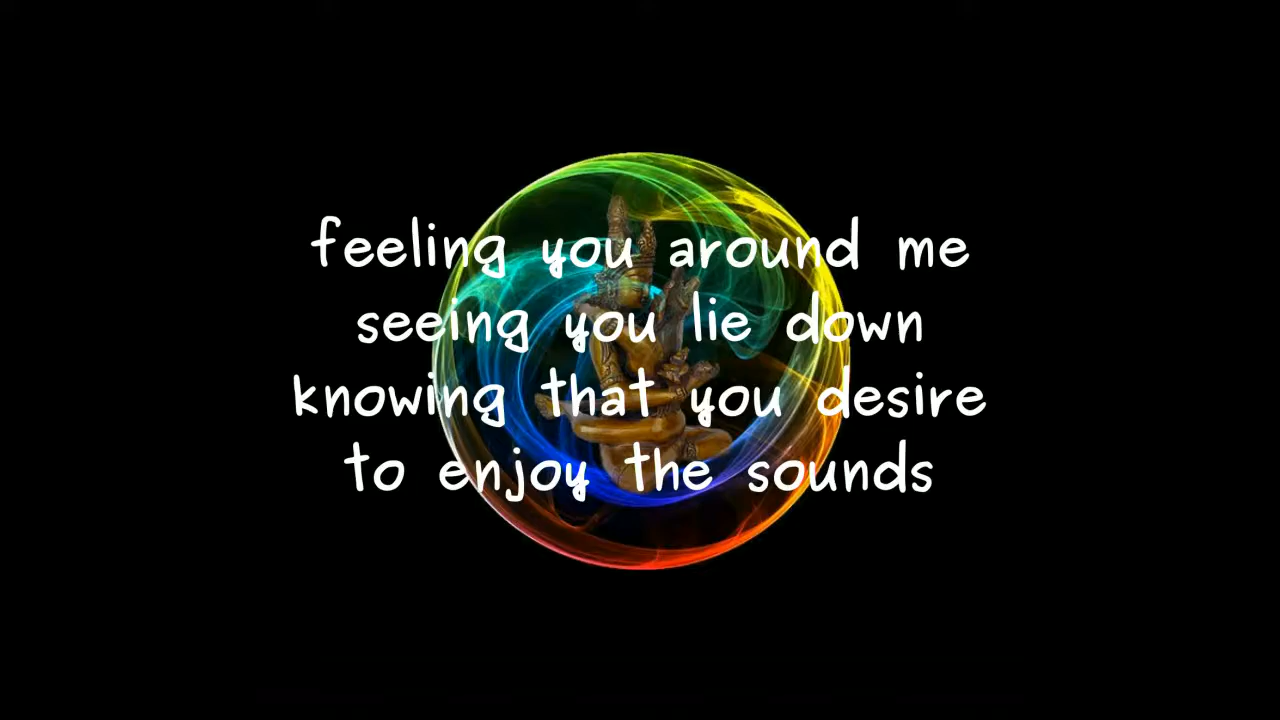 feeling you around me
seeing you lie down
knowing that you desire
to enjoy the sounds